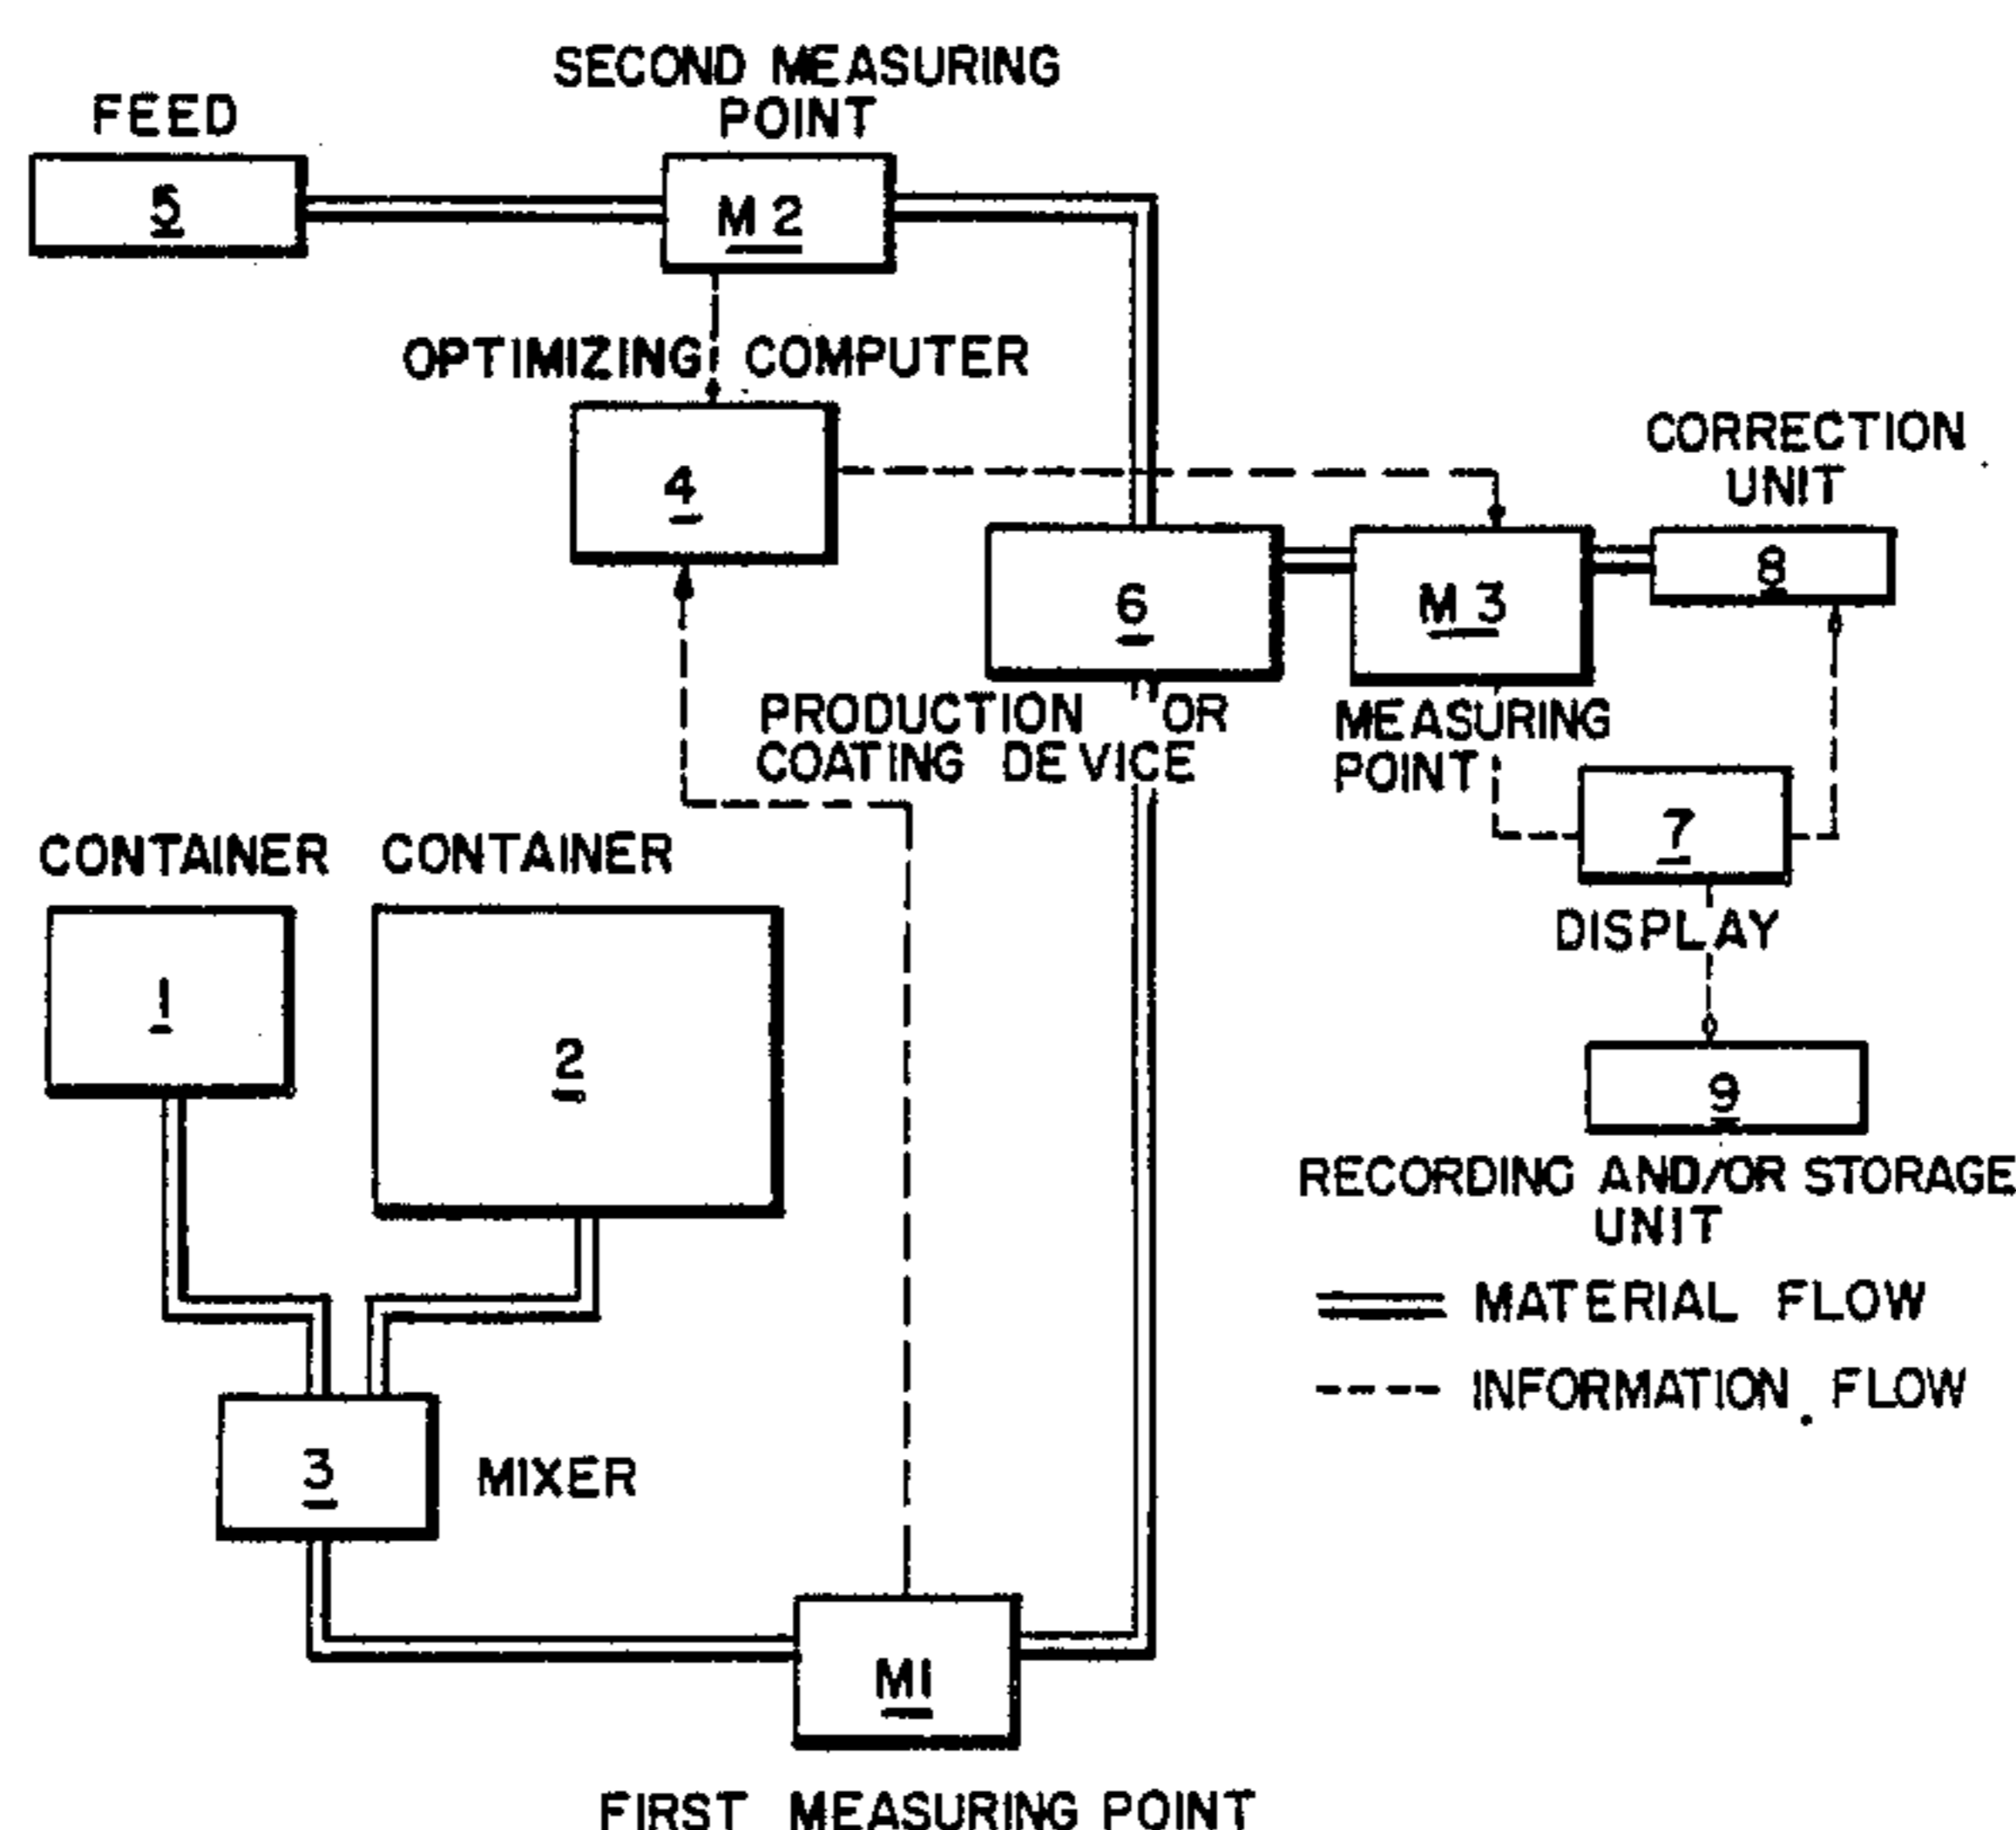 SECOND MEASURING
POINT
FEED
5
M2
OPTIMIZING COMPUTER
4
CORRECTION
UNIT
8
6
M3
PRODUCTION OR
COATING DEVICE
MEASURING
POINT
7
DISPLAY
CONTAINER
CONTAINER
1
2
9
RECORDING AND/OR STORAGE
UNIT
MATERIAL FLOW
INFORMATION FLOW
3
MIXER
M1
FIRST MEASURING POINT